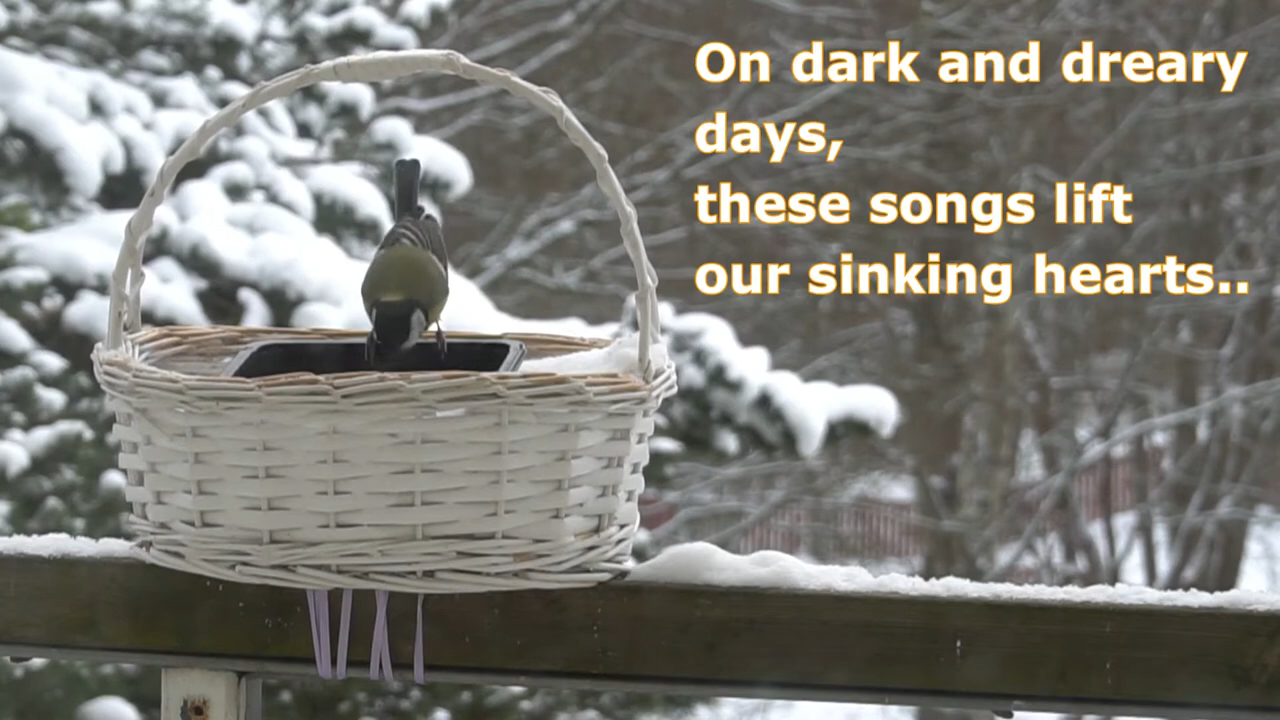 On dark and dreary
days,
these songs lift
our sinking hearts..